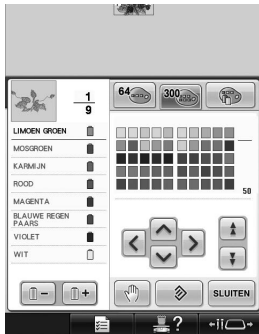 1
9
64
300
LIMOEN GROEN
MOSGROEN
KARMIJN
ROOD
MAGENTA
BLAUWE REGEN
PAARS
VIOLET
WIT
50
SLUITEN
?